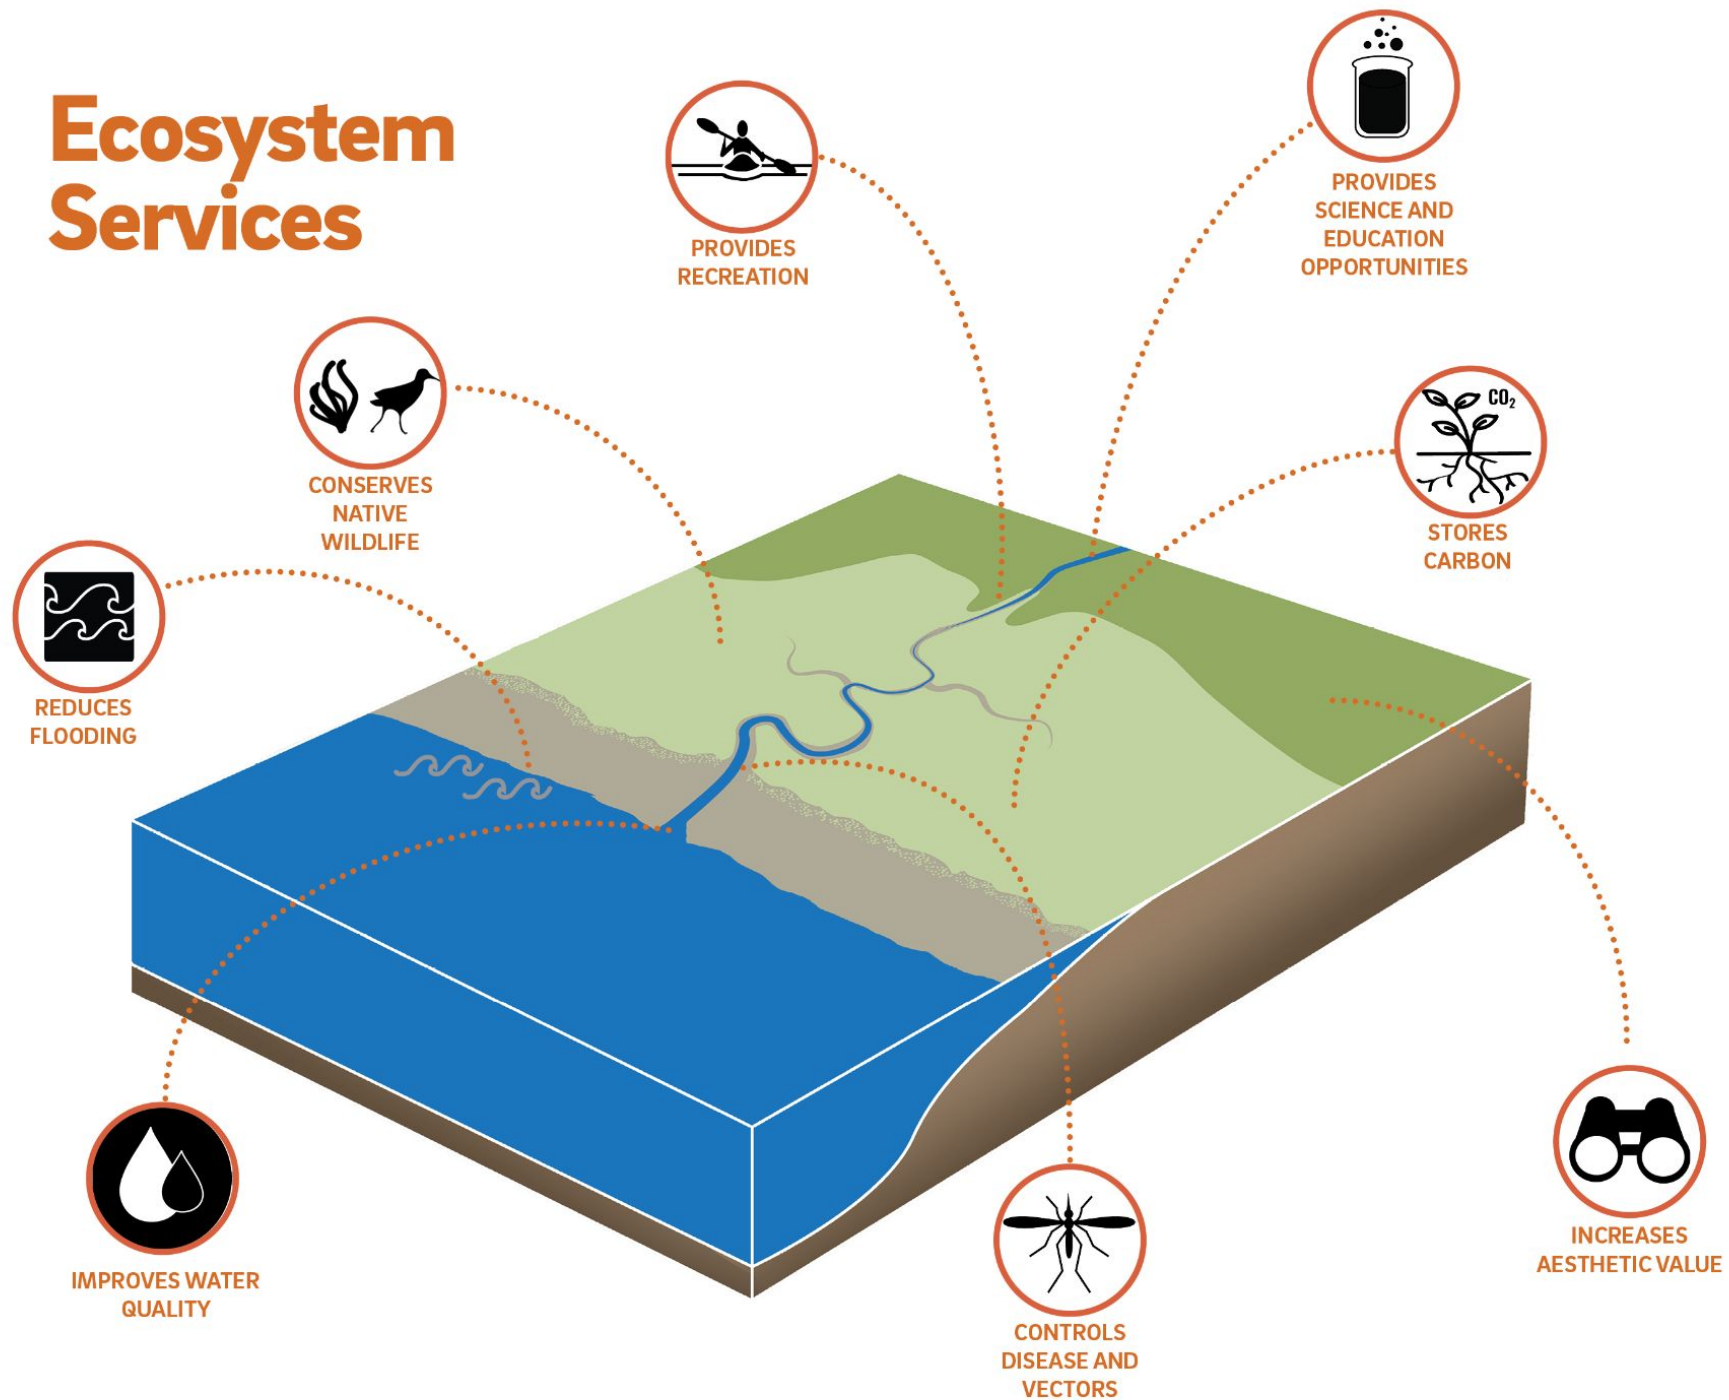 Ecosystem
Services
PROVIDES
RECREATION
PROVIDES
SCIENCE AND
EDUCATION
OPPORTUNITIES
CONSERVES
NATIVE
WILDLIFE
CO₂
STORES
CARBON
REDUCES
FLOODING
IMPROVES WATER
QUALITY
CONTROLS
DISEASE AND
VECTORS
INCREASES
AESTHETIC VALUE